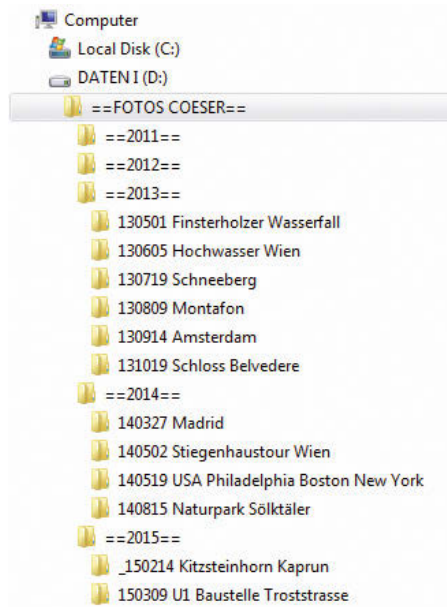 Computer
Local Disk (C:)
DATEN I (D:)
==FOTOS COESER==
==2011==
==2012==
==2013==
130501 Finsterholzer Wasserfall
130605 Hochwasser Wien
130719 Schneeberg
130809 Montafon
130914 Amsterdam
131019 Schloss Belvedere
==2014==
140327 Madrid
140502 Stiegenhaustour Wien
140519 USA Philadelphia Boston New York
140815 Naturpark Sölktäler
==2015==
_150214 Kitzsteinhorn Kaprun
150309 U1 Baustelle Troststrasse